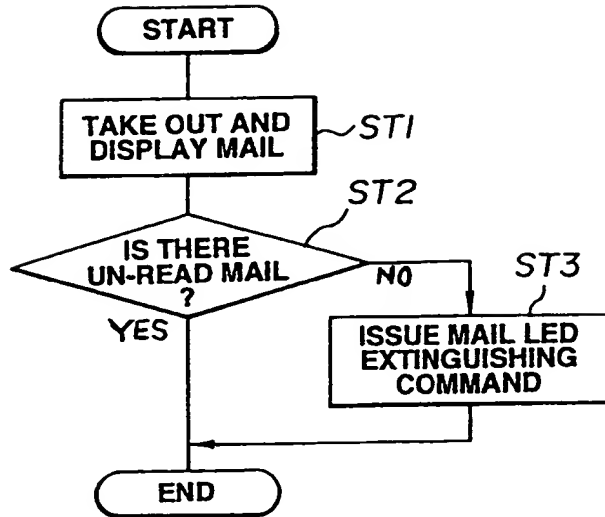 START
TAKE OUT AND
DISPLAY MAIL
ST1
ST2
IS THERE
UN-READ MAIL
?
NO
YES
ST3
ISSUE MAIL LED
EXTINGUISHING
COMMAND
END